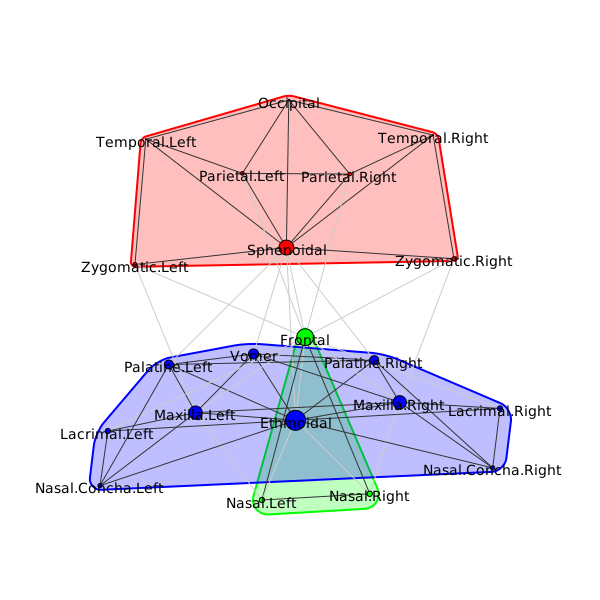 Occipital
Temporal.Left
Temporal.Right
Parietal.Left
Parietal.Right
Sphenoidal
Zygomatic.Left
Zygomatic.Right
Frontal
Vomer
Palatine.Left
Palatine.Right
Maxilla.Left
Maxilla.Right
Lacrimal.Right
Ethmoidal
Lacrimal.Left
Nasal.Concha.Right
Nasal.Concha.Left
Nasal.Right
Nasal.Left